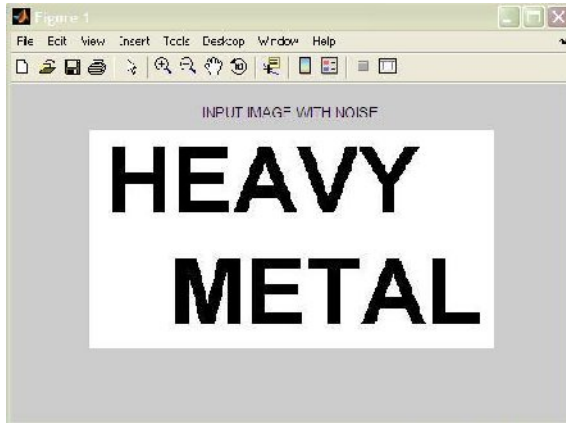 Figure 1
File Edit View Insert Tools Desktop Window Help
INPUT IMAGE WITH NOISE
HEAVY
METAL